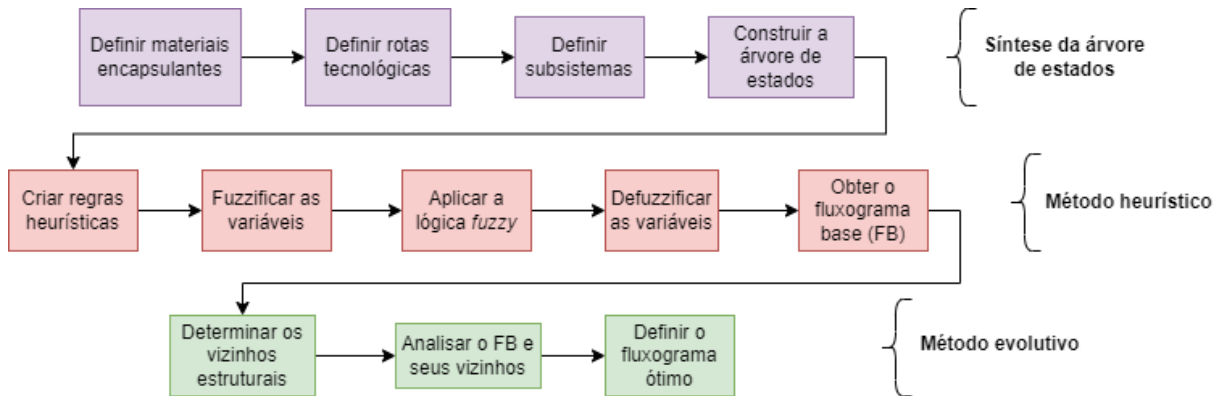 Definir materiais
encapsulantes
Definir rotas
tecnológicas
Definir
subsistemas
Construir a
árvore de
estados
Síntese da árvore
de estados
Criar regras
heurísticas
Fuzzificar as
variáveis
Aplicar a
lógica fuzzy
Defuzzificar
as variáveis
Obter o
fluxograma
base (FB)
Método heurístico
Determinar os
vizinhos
estruturais
Analisar o FB e
seus vizinhos
Definir o
fluxograma
ótimo
Método evolutivo